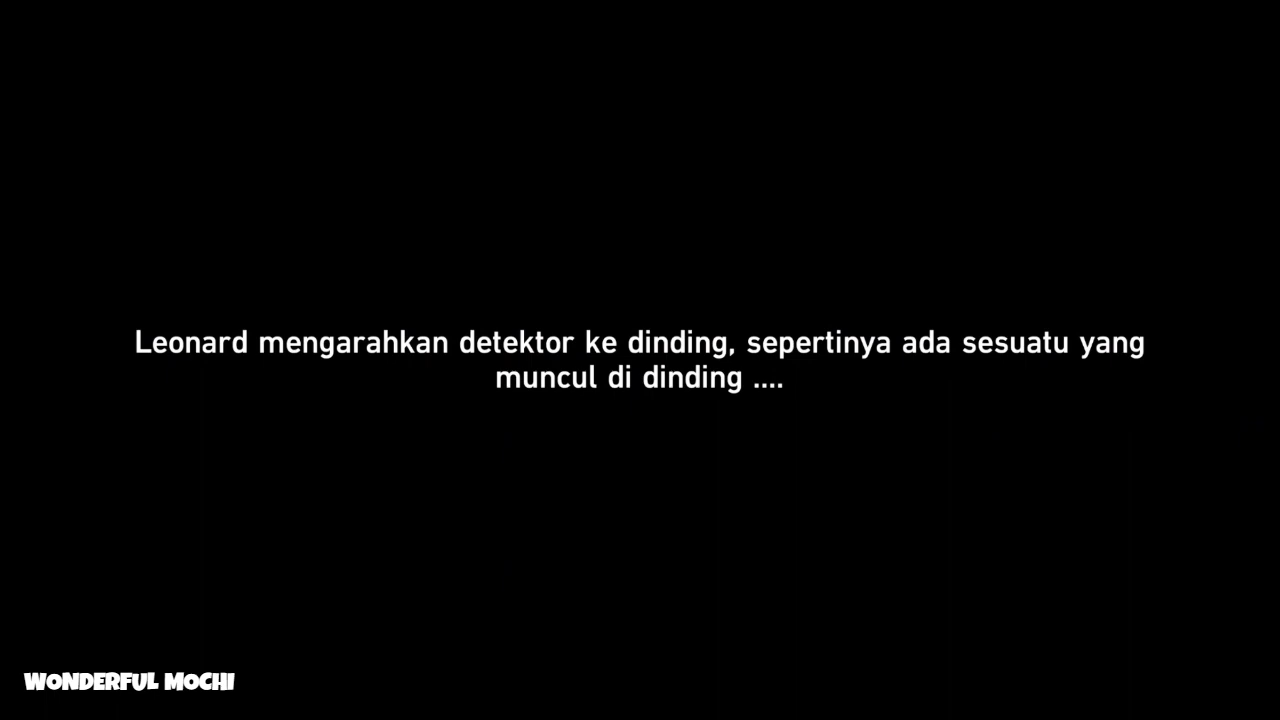 Leonard mengarahkan detektor ke dinding, sepertinya ada sesuatu yang
muncul di dinding ....
WONDERFUL MOCHI